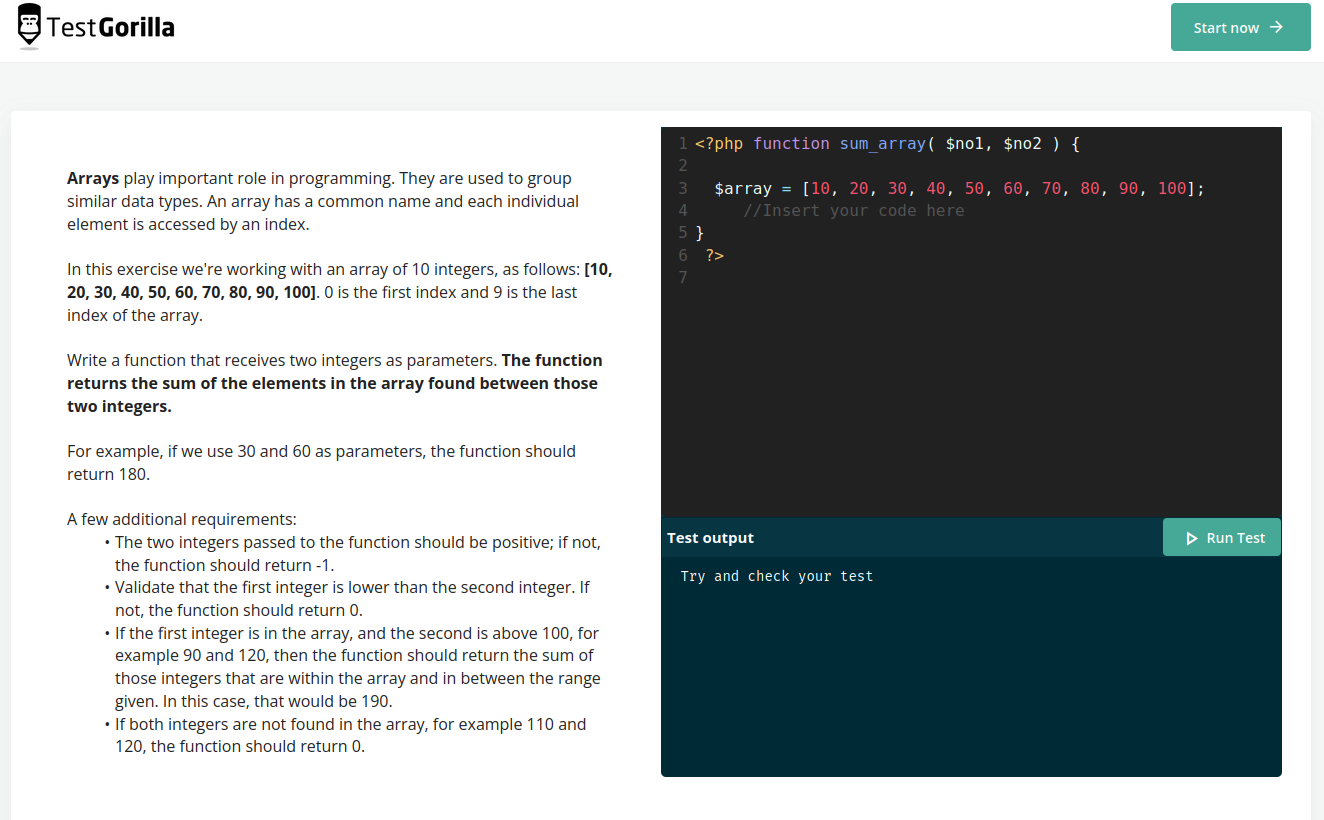 TestGorilla
Start now →
Arrays play important role in programming. They are used to group
similar data types. An array has a common name and each individual
element is accessed by an index.
In this exercise we're working with an array of 10 integers, as follows: [10,
20, 30, 40, 50, 60, 70, 80, 90, 100]. 0 is the first index and 9 is the last
index of the array.
Write a function that receives two integers as parameters. The function
returns the sum of the elements in the array found between those
two integers.
For example, if we use 30 and 60 as parameters, the function should
return 180.
A few additional requirements:
• The two integers passed to the function should be positive; if not,
the function should return -1.
• Validate that the first integer is lower than the second integer. If
not, the function should return 0.
• If the first integer is in the array, and the second is above 100, for
example 90 and 120, then the function should return the sum of
those integers that are within the array and in between the range
given. In this case, that would be 190.
• If both integers are not found in the array, for example 110 and
120, the function should return 0.
1 <?php function sum_array( $no1, $no2 ) {
2
3   $array = [10, 20, 30, 40, 50, 60, 70, 80, 90, 100];
4      //Insert your code here
5 }
6  ?>
7
Test output
Run Test
Try and check your test